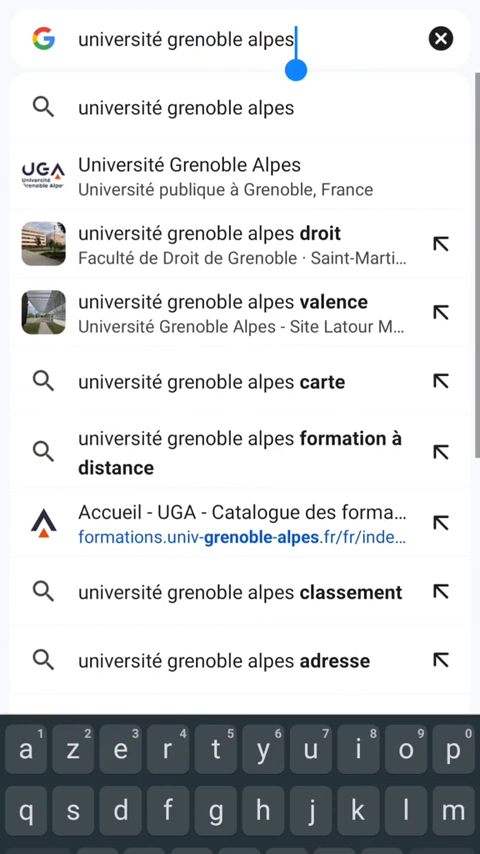 université grenoble alpes
université grenoble alpes
UGA
Université
Grenoble Alpes
Université Grenoble Alpes
Université publique à Grenoble, France
université grenoble alpes droit
Faculté de Droit de Grenoble · Saint-Marti...
université grenoble alpes valence
Université Grenoble Alpes - Site Latour M...
université grenoble alpes carte
université grenoble alpes formation à
distance
Accueil - UGA - Catalogue des forma...
formations.univ-grenoble-alpes.fr/fr/inde...
université grenoble alpes classement
université grenoble alpes adresse
1 2 3 4 5 6 7 8 9 0
a z e r t y u i o p
q s d f g h j k l m